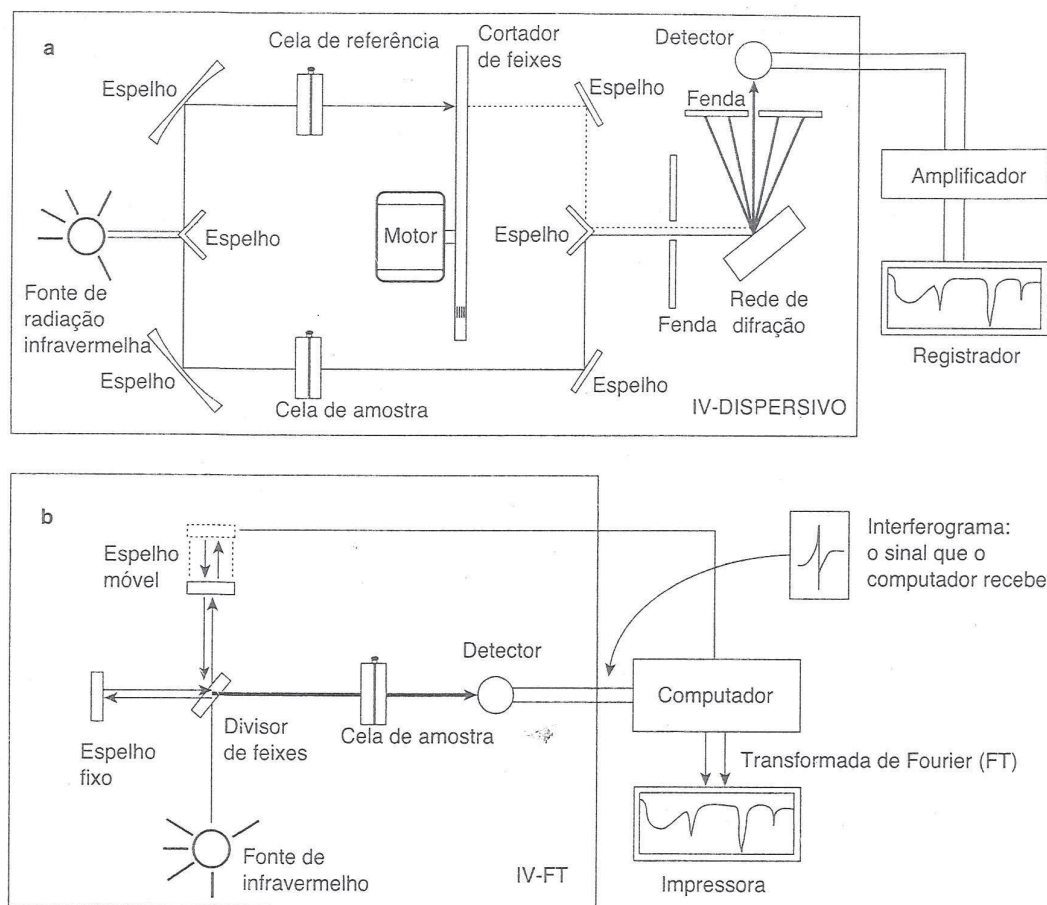 a
Cela de referência
Cortador
de feixes
Detector
Espelho
Espelho
Fenda
Amplificador
Motor
Espelho
Espelho
Fonte de
radiação
infravermelha
Fenda
Rede de
difração
Registrador
Espelho
Cela de amostra
Espelho
IV-DISPERSIVO
b
Espelho
móvel
Interferograma:
o sinal que o
computador recebe
Detector
Computador
Divisor
de feixes
Cela de amostra
Espelho
fixo
Transformada de Fourier (FT)
Fonte de
infravermelho
IV-FT
Impressora